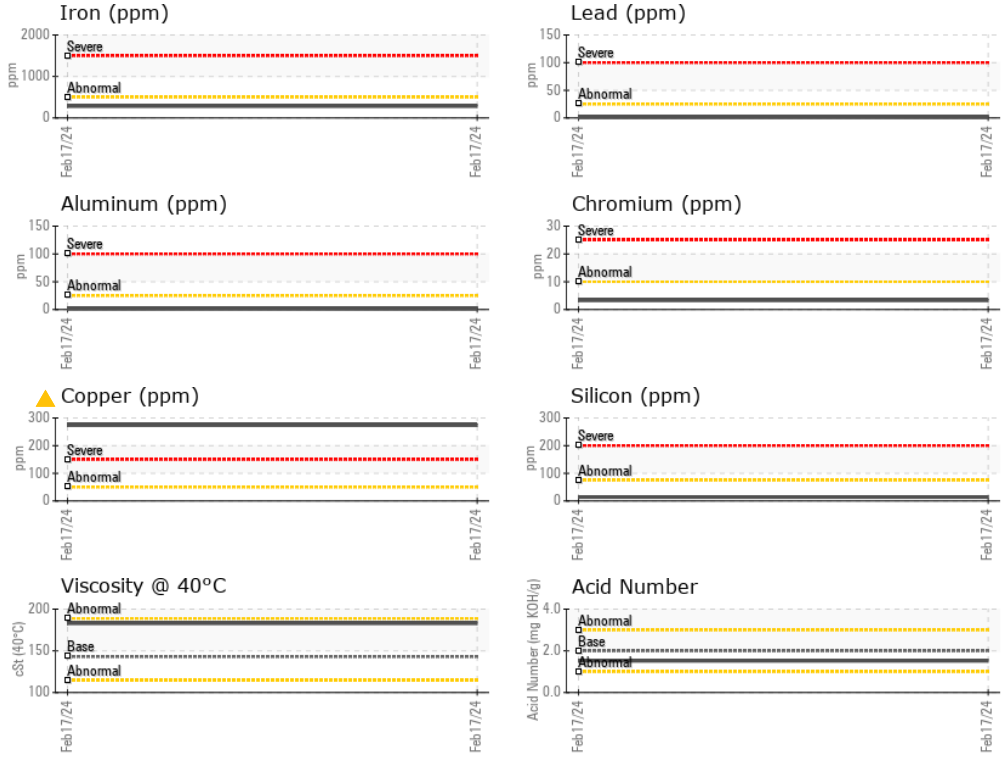 Iron (ppm)
2000
1000
0
ppm
Severe
Abnormal
Feb17/24
Feb17/24
Lead (ppm)
150
100
50
0
ppm
Severe
Abnormal
Feb17/24
Feb17/24
Aluminum (ppm)
150
100
50
0
ppm
Severe
Abnormal
Feb17/24
Feb17/24
Chromium (ppm)
30
20
10
0
ppm
Severe
Abnormal
Feb17/24
Feb17/24
Copper (ppm)
300
200
100
0
ppm
Severe
Abnormal
Feb17/24
Feb17/24
Silicon (ppm)
300
200
100
0
ppm
Severe
Abnormal
Feb17/24
Feb17/24
Viscosity @ 40°C
200
150
100
cSt (40°C)
Abnormal
Base
Abnormal
Feb17/24
Feb17/24
Acid Number
4.0
2.0
0.0
Acid Number (mg KOH/g)
Abnormal
Base
Abnormal
Feb17/24
Feb17/24